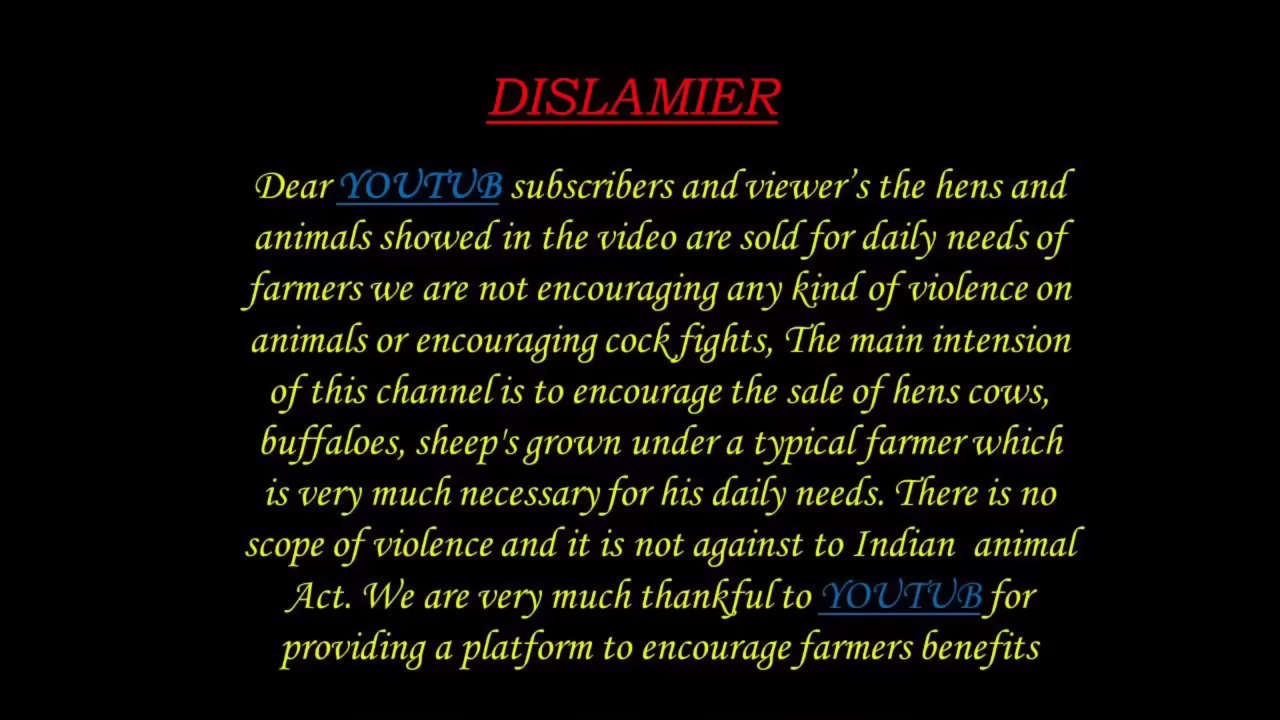 DISLAMIER
Dear YOUTUB subscribers and viewer’s the hens and
animals showed in the video are sold for daily needs of
farmers we are not encouraging any kind of violence on
animals or encouraging cock fights, The main intension
of this channel is to encourage the sale of hens cows,
buffaloes, sheep's grown under a typical farmer which
is very much necessary for his daily needs. There is no
scope of violence and it is not against to Indian  animal
Act. We are very much thankful to YOUTUB for
providing a platform to encourage farmers benefits